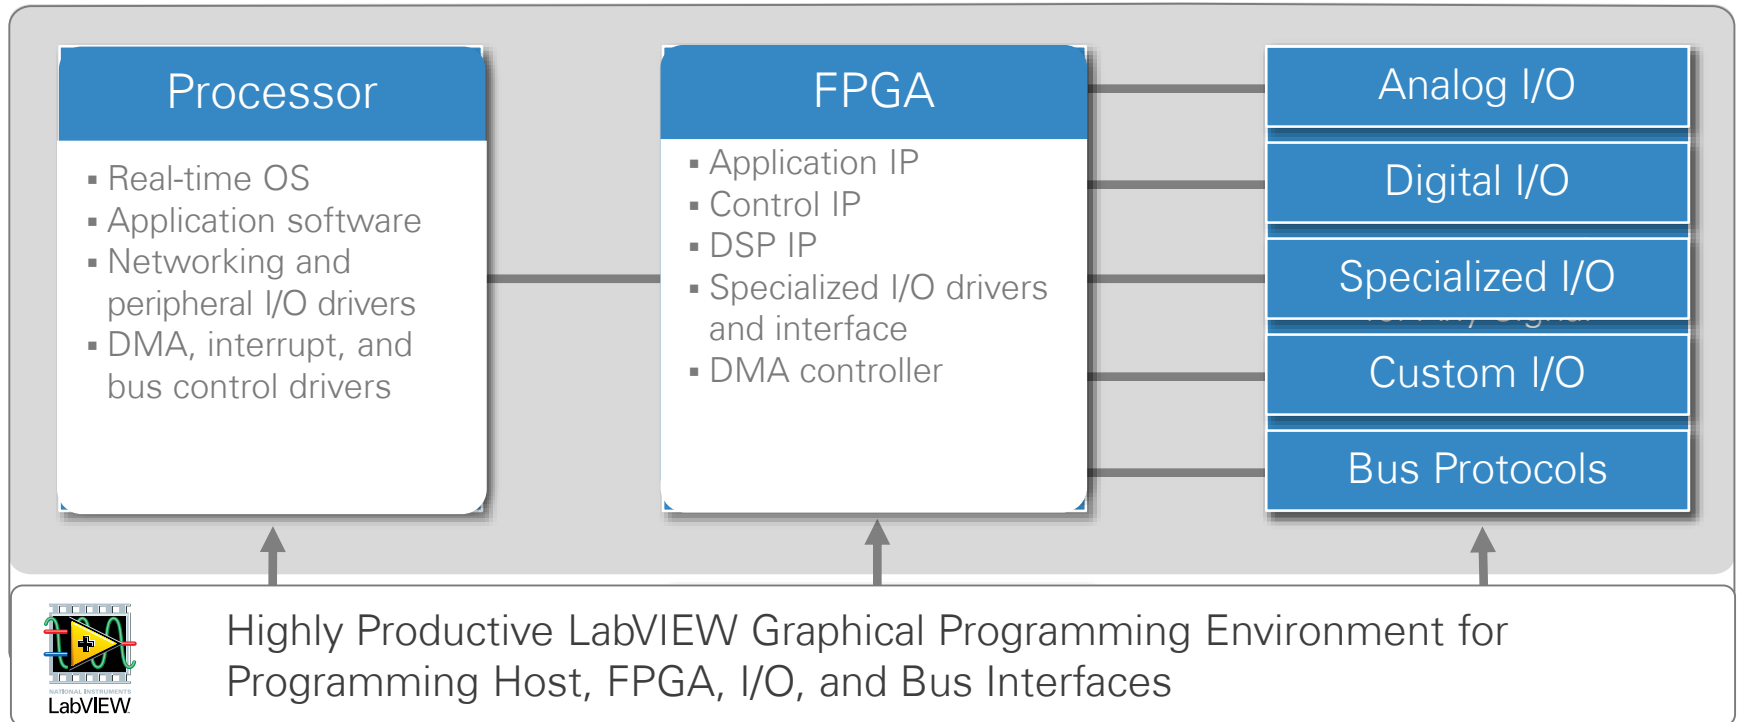 Processor
▪ Real-time OS
▪ Application software
▪ Networking and
peripheral I/O drivers
▪ DMA, interrupt, and
bus control drivers
FPGA
▪ Application IP
▪ Control IP
▪ DSP IP
▪ Specialized I/O drivers
and interface
▪ DMA controller
Analog I/O
Digital I/O
Specialized I/O
Custom I/O
Bus Protocols
NATIONAL INSTRUMENTS
LabVIEW
Highly Productive LabVIEW Graphical Programming Environment for
Programming Host, FPGA, I/O, and Bus Interfaces